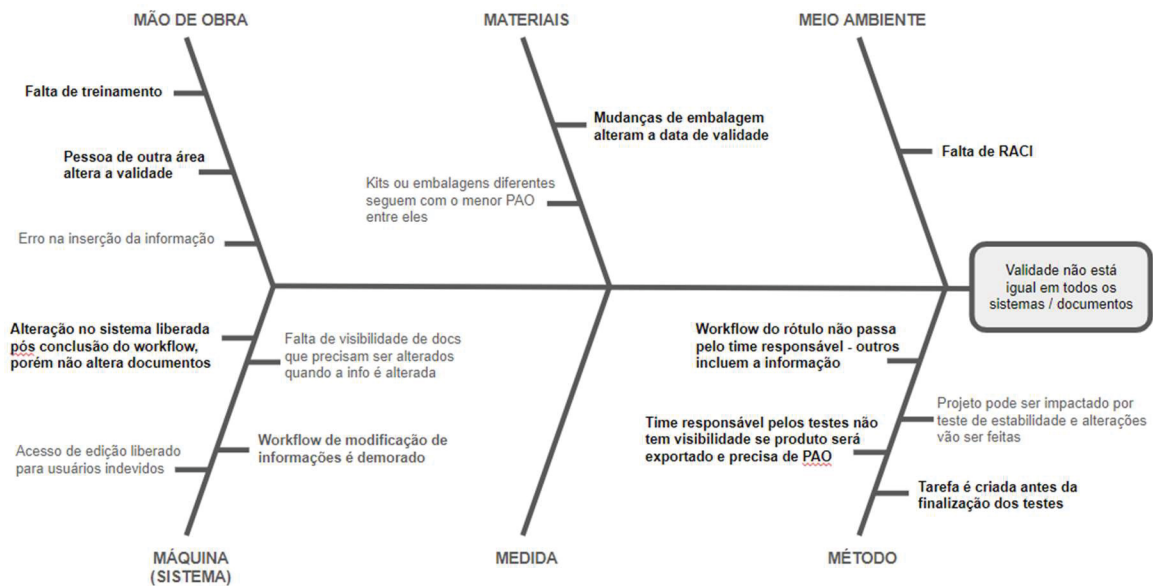 MÃO DE OBRA
MATERIAIS
MEIO AMBIENTE
Falta de treinamento
Pessoa de outra área
altera a validade
Erro na inserção da informação
Mudanças de embalagem
alteram a data de validade
Kits ou embalagens diferentes
seguem com o menor PAO
entre eles
Falta de RACI
Validade não está
igual em todos os
sistemas / documentos
Alteração no sistema liberada
pós conclusão do workflow,
porém não altera documentos
Falta de visibilidade de docs
que precisam ser alterados
quando a info é alterada
Acesso de edição liberado
para usuários indevidos
Workflow de modificação de
informações é demorado
Workflow do rótulo não passa
pelo time responsável - outros
incluem a informação
Projeto pode ser impactado por
teste de estabilidade e alterações
vão ser feitas
Time responsável pelos testes não
tem visibilidade se produto será
exportado e precisa de PAO
Tarefa é criada antes da
finalização dos testes
MÁQUINA
(SISTEMA)
MEDIDA
MÉTODO